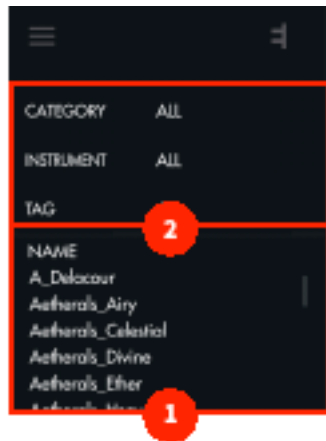 CATEGORY ALL
INSTRUMENT ALL
TAG
2
NAME
A_Delacour
Aetherals_Airy
Aetherals_Celestial
Aetherals_Divine
Aetherals_Ether
1